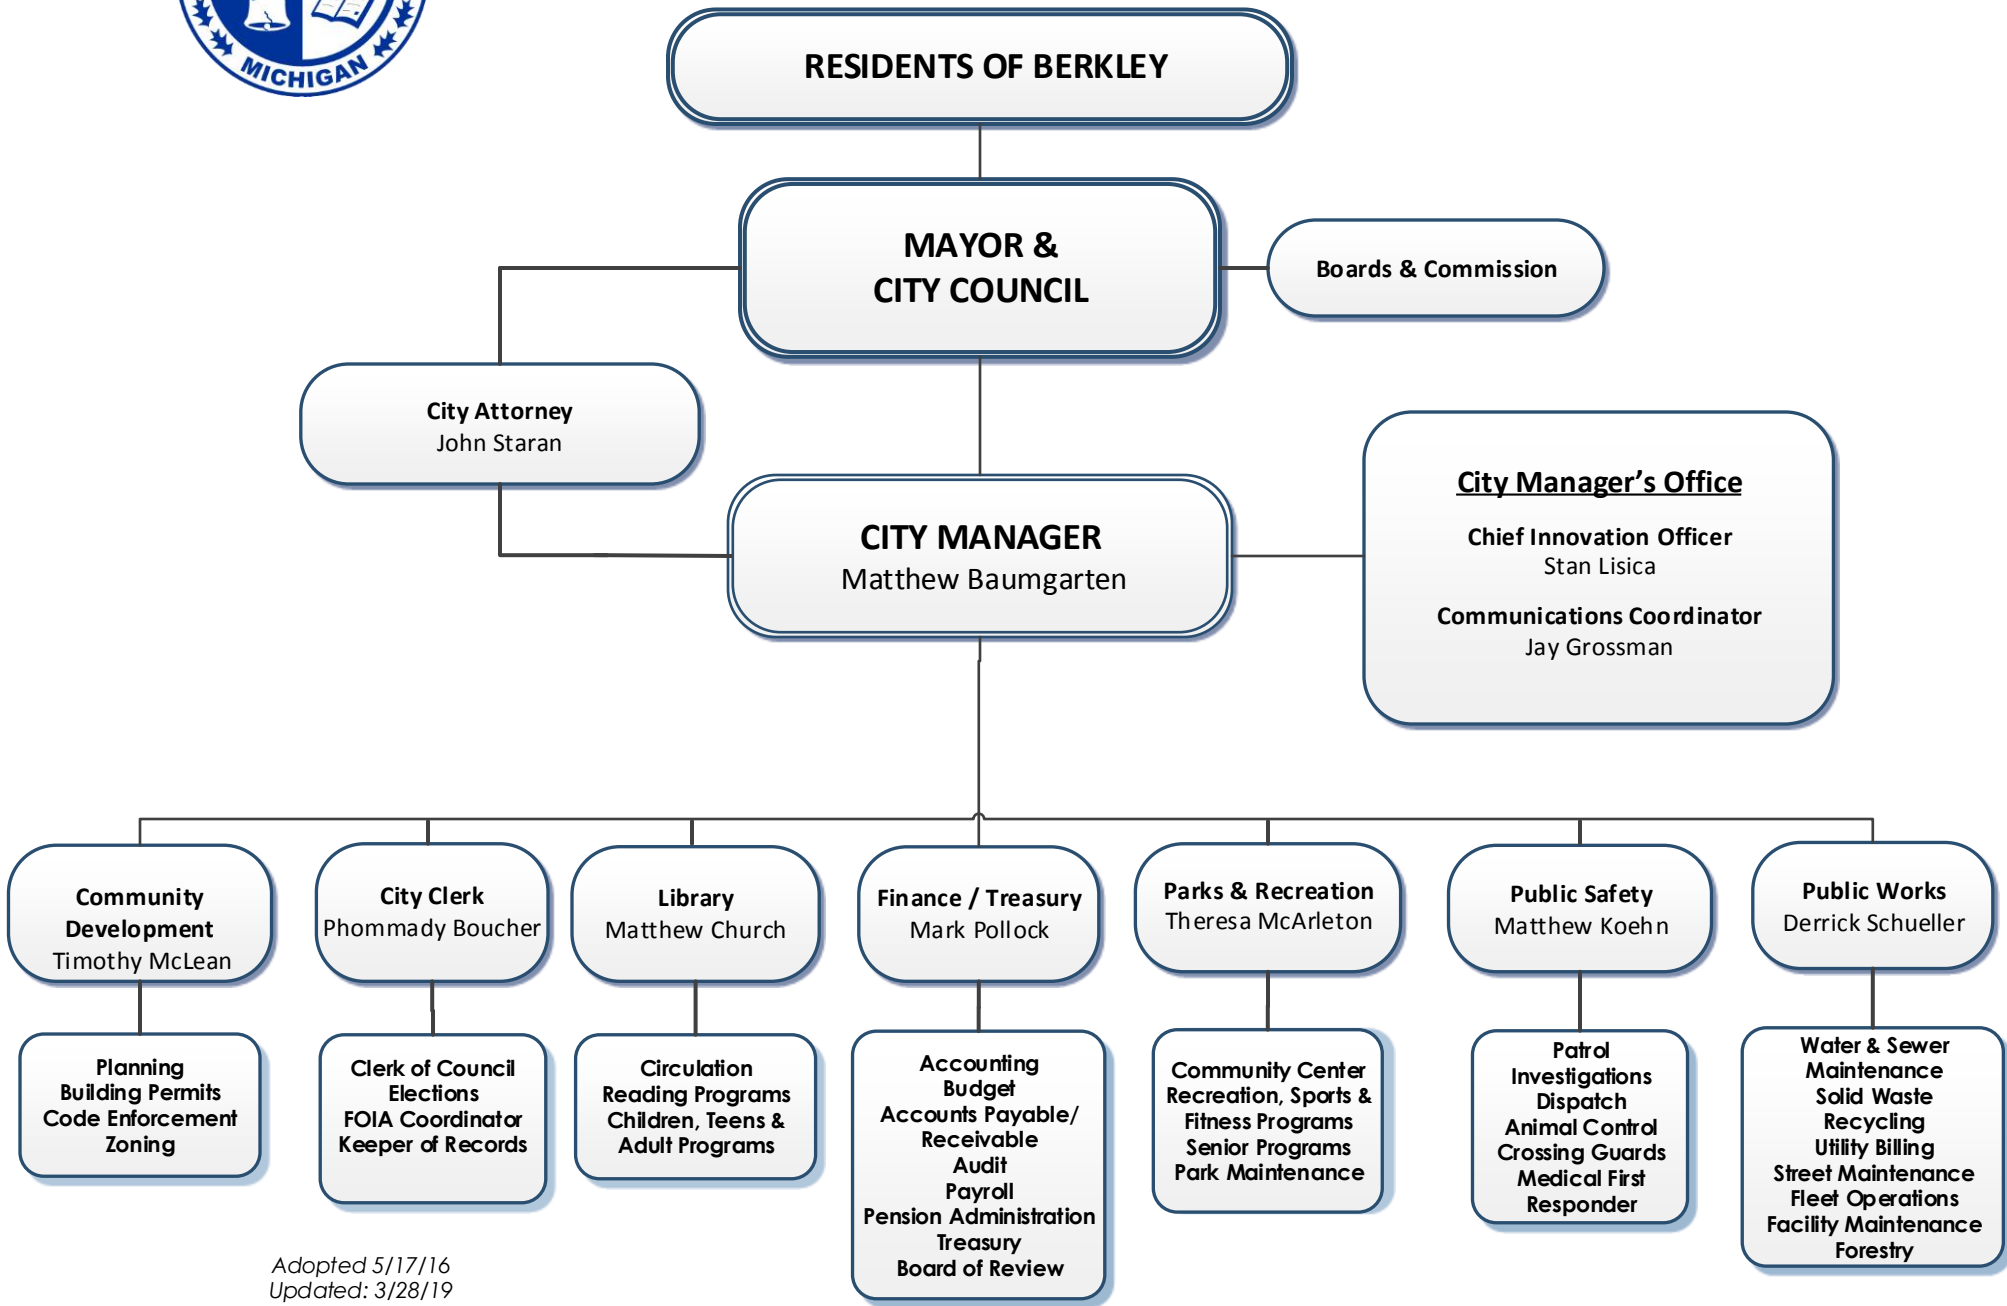 MICHIGAN
RESIDENTS OF BERKLEY
MAYOR &
CITY COUNCIL
Boards & Commission
City Attorney
John Staran
CITY MANAGER
Matthew Baumgarten
City Manager’s Office
Chief Innovation Officer
Stan Lisica
Communications Coordinator
Jay Grossman
Community
Development
Timothy McLean
City Clerk
Phommady Boucher
Library
Matthew Church
Finance / Treasury
Mark Pollock
Parks & Recreation
Theresa McArleton
Public Safety
Matthew Koehn
Public Works
Derrick Schueller
Planning
Building Permits
Code Enforcement
Zoning
Clerk of Council
Elections
FOIA Coordinator
Keeper of Records
Circulation
Reading Programs
Children, Teens &
Adult Programs
Accounting
Budget
Accounts Payable/
Receivable
Audit
Payroll
Pension Administration
Treasury
Board of Review
Community Center
Recreation, Sports &
Fitness Programs
Senior Programs
Park Maintenance
Patrol
Investigations
Dispatch
Animal Control
Crossing Guards
Medical First
Responder
Water & Sewer
Maintenance
Solid Waste
Recycling
Utility Billing
Street Maintenance
Fleet Operations
Facility Maintenance
Forestry
Adopted 5/17/16
Updated: 3/28/19